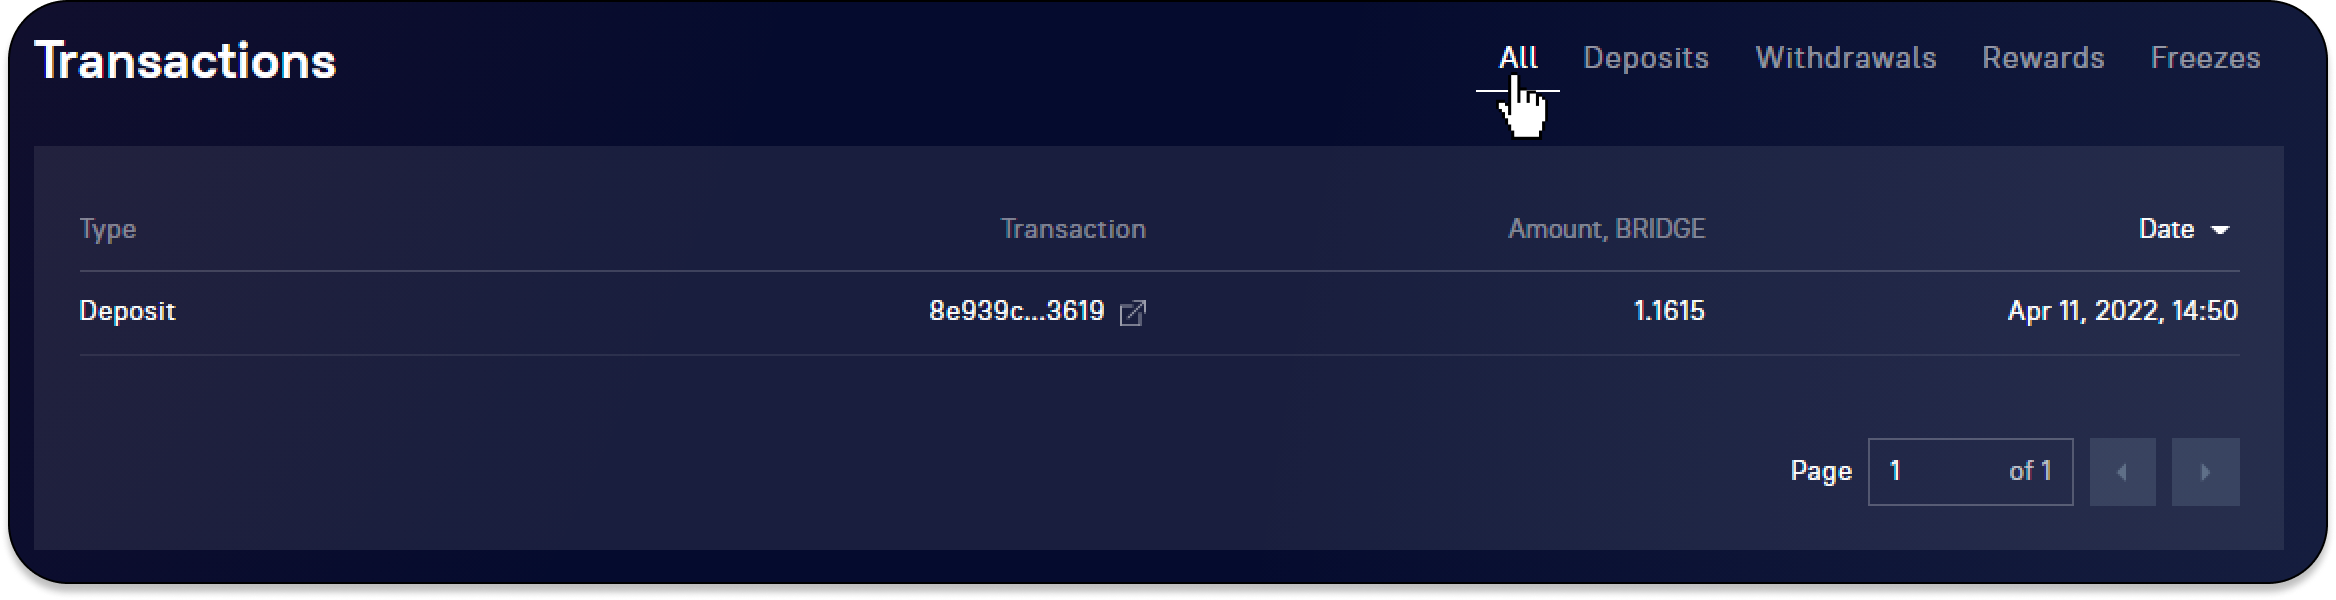 Transactions
All Deposits Withdrawals Rewards Freezes
Type Transaction Amount, BRIDGE Date
Deposit 8e939c...3619 1.1615 Apr 11, 2022, 14:50
Page 1 of 1